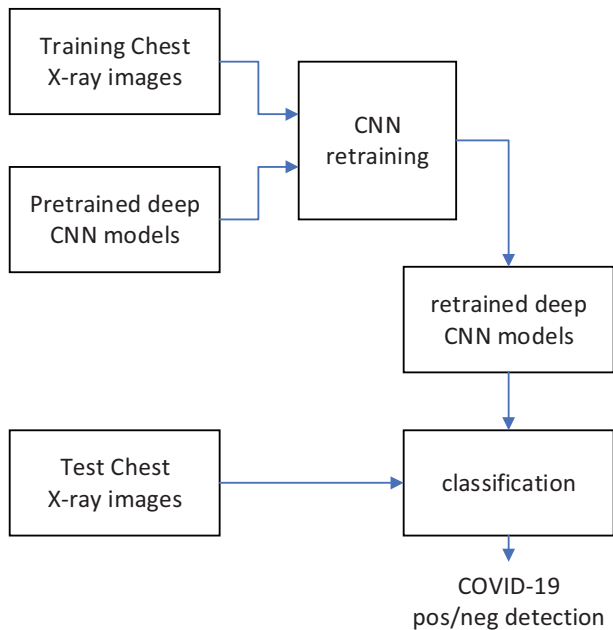 Training Chest
X-ray images
CNN
retraining
Pretrained deep
CNN models
retrained deep
CNN models
Test Chest
X-ray images
classification
COVID-19
pos/neg detection